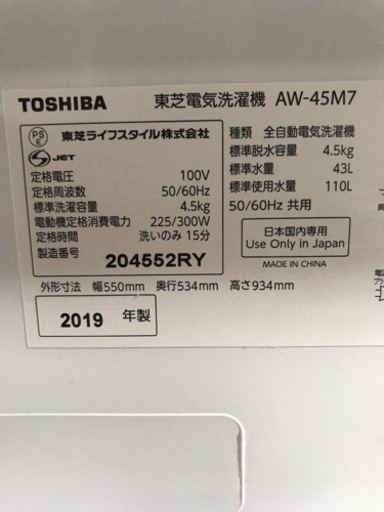 TOSHIBA 東芝電気洗濯機 AW-45M7
PS E 東芝ライフスタイル株式会社
S JET
定格電圧 100V
定格周波数 50/60Hz
標準洗濯容量 4.5kg
電動機定格消費電力 225/300W
定格時間 洗いのみ 15分
製造番号 204552RY
種類 全自動電気洗濯機
標準脱水容量 4.5kg
標準水量 43L
標準使用水量 110L
50/60Hz 共用
日本国内専用
Use Only in Japan
MADE IN CHINA
外形寸法 幅550mm 奥行534mm 高さ934mm
2019 年製